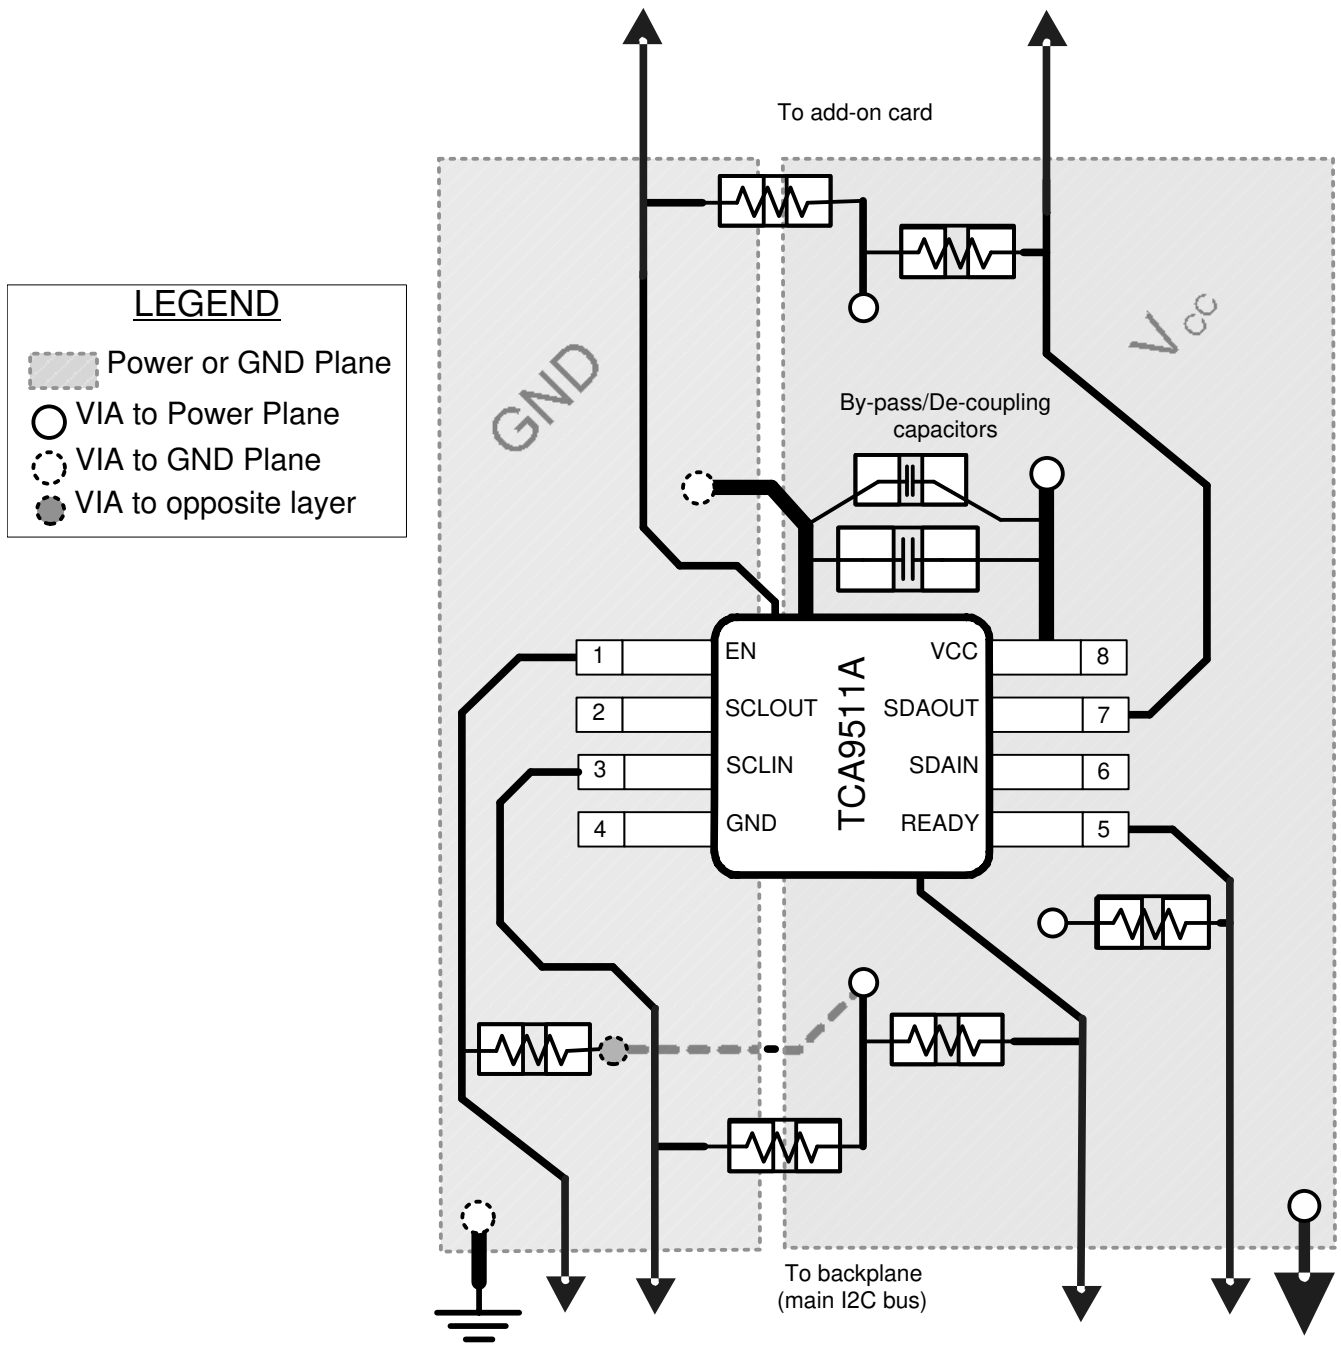 To add-on card
LEGEND
Power or GND Plane
VIA to Power Plane
VIA to GND Plane
VIA to opposite layer
GND
VCC
By-pass/De-coupling
capacitors
1
EN
VCC
8
2
SCLOUT
SDAOUT
7
3
SCLIN
SDAIN
6
4
GND
READY
5
TCA9511A
To backplane
(main I2C bus)